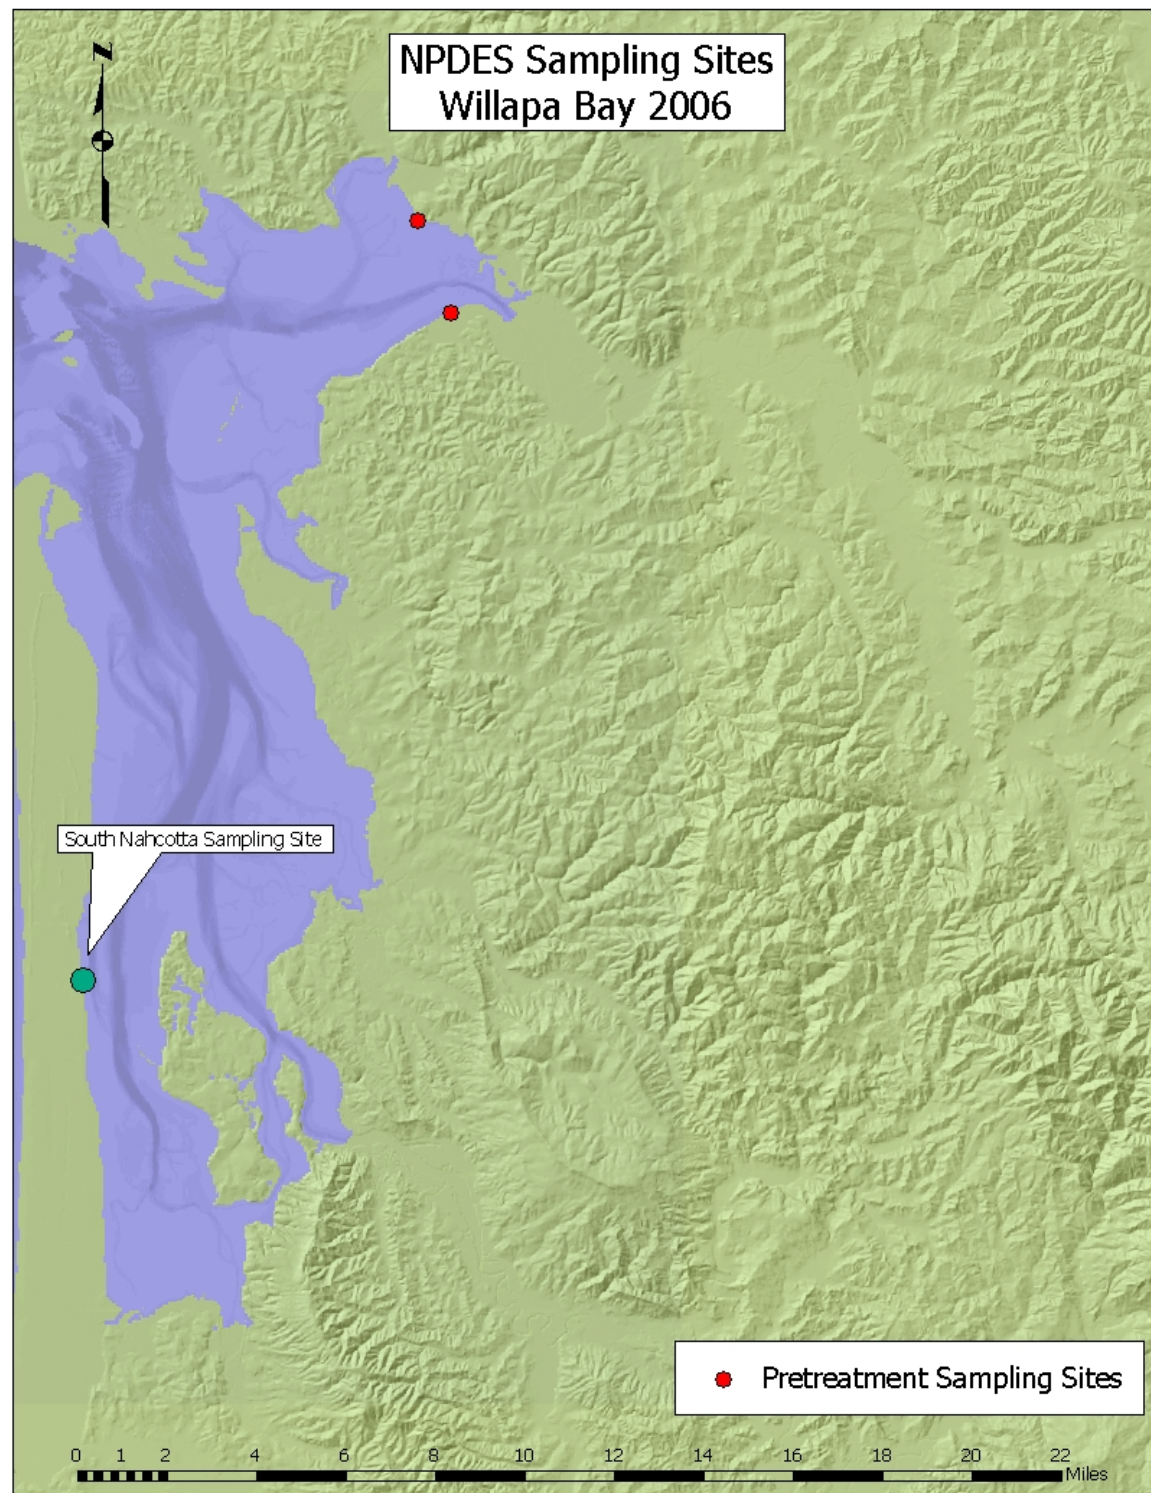 N
NPDES Sampling Sites
Willapa Bay 2006
South Nahcotta Sampling Site
Pretreatment Sampling Sites
0 1 2 4 6 8 10 12 14 16 18 20 22
Miles